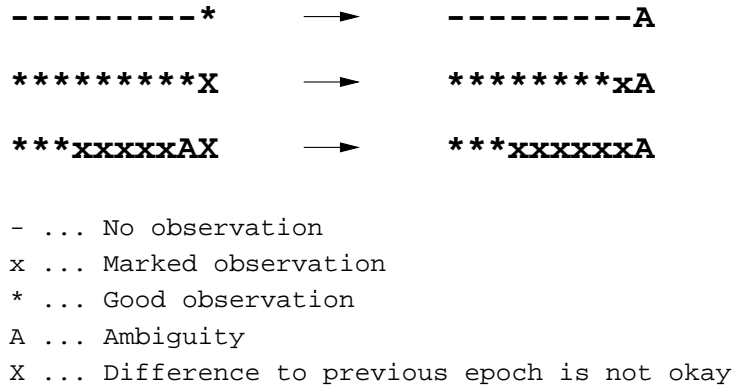 ---------* → ---------A
*********X → ********xA
***xxxxxAX → ***xxxxxxA
- ... No observation
x ... Marked observation
* ... Good observation
A ... Ambiguity
X ... Difference to previous epoch is not okay